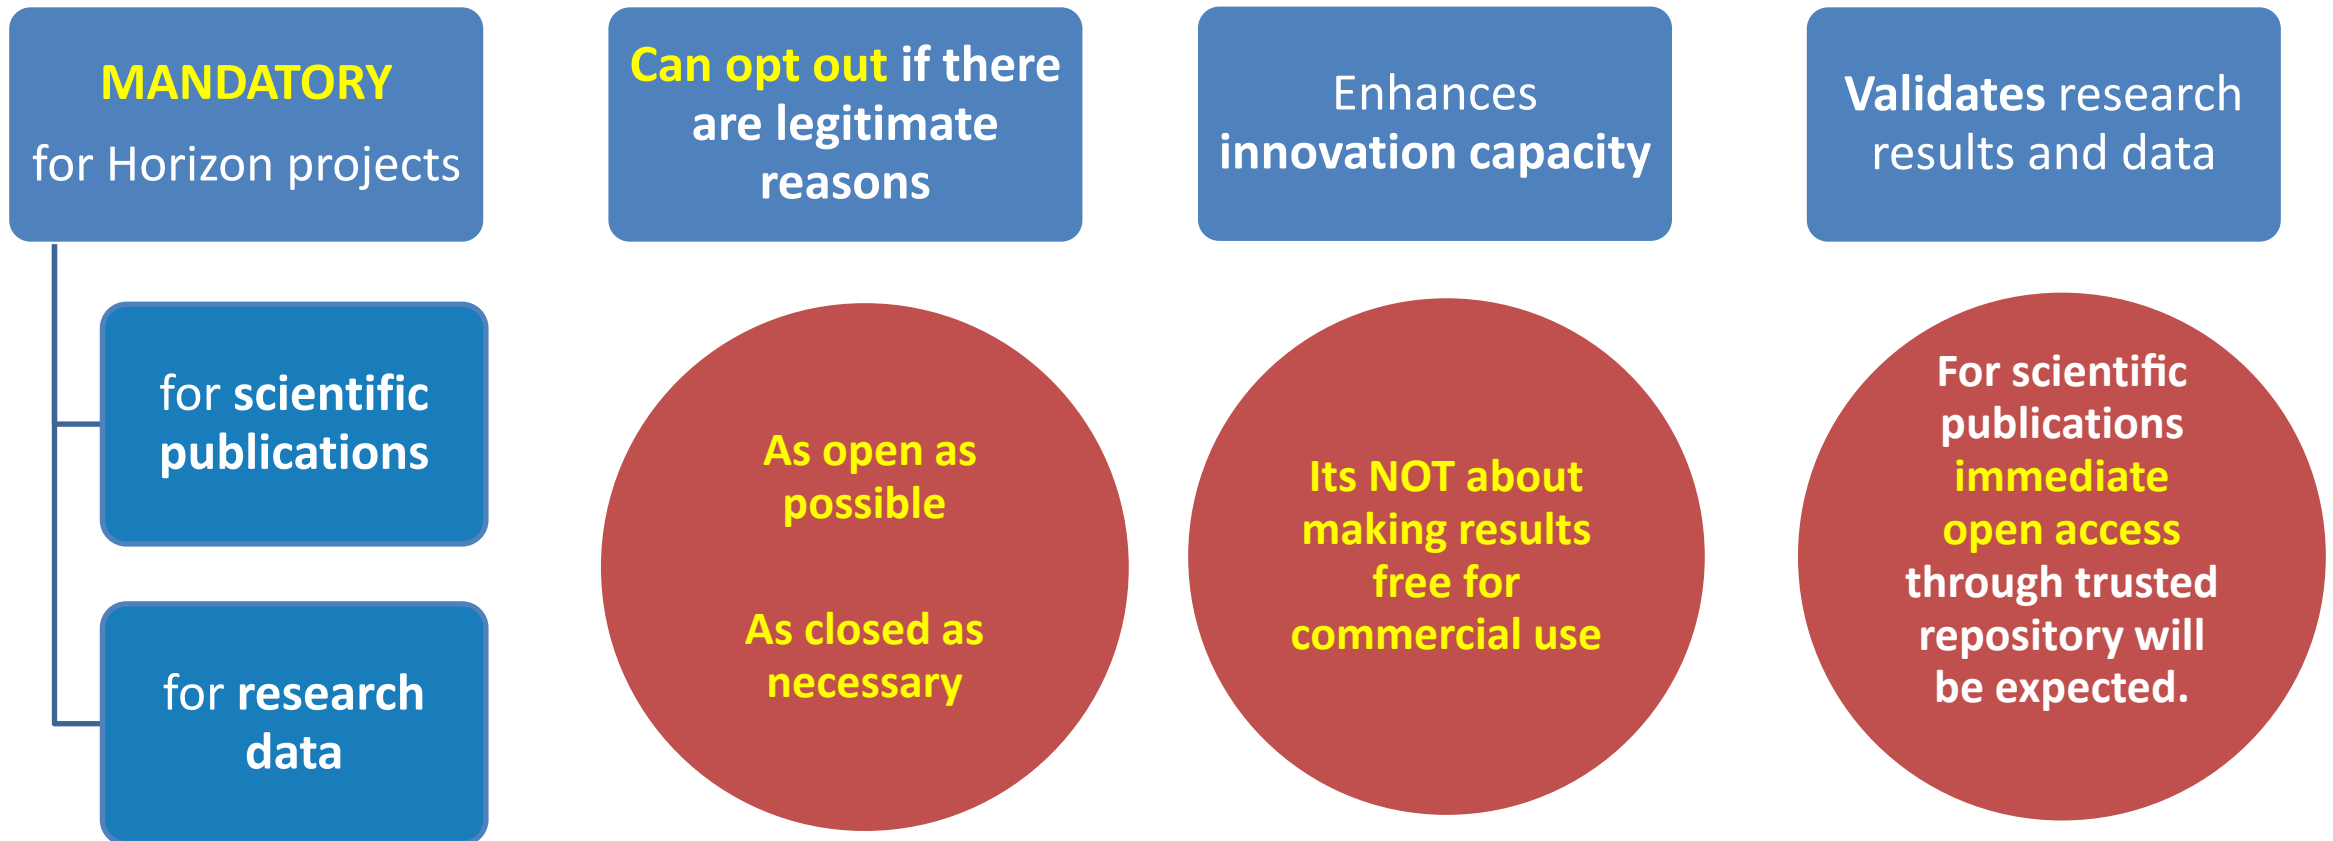 MANDATORY
for Horizon projects
for scientific
publications
for research
data
Can opt out if there
are legitimate
reasons
As open as
possible
As closed as
necessary
Enhances
innovation capacity
Its NOT about
making results
free for
commercial use
Validates research
results and data
For scientific
publications
immediate
open access
through trusted
repository will
be expected.